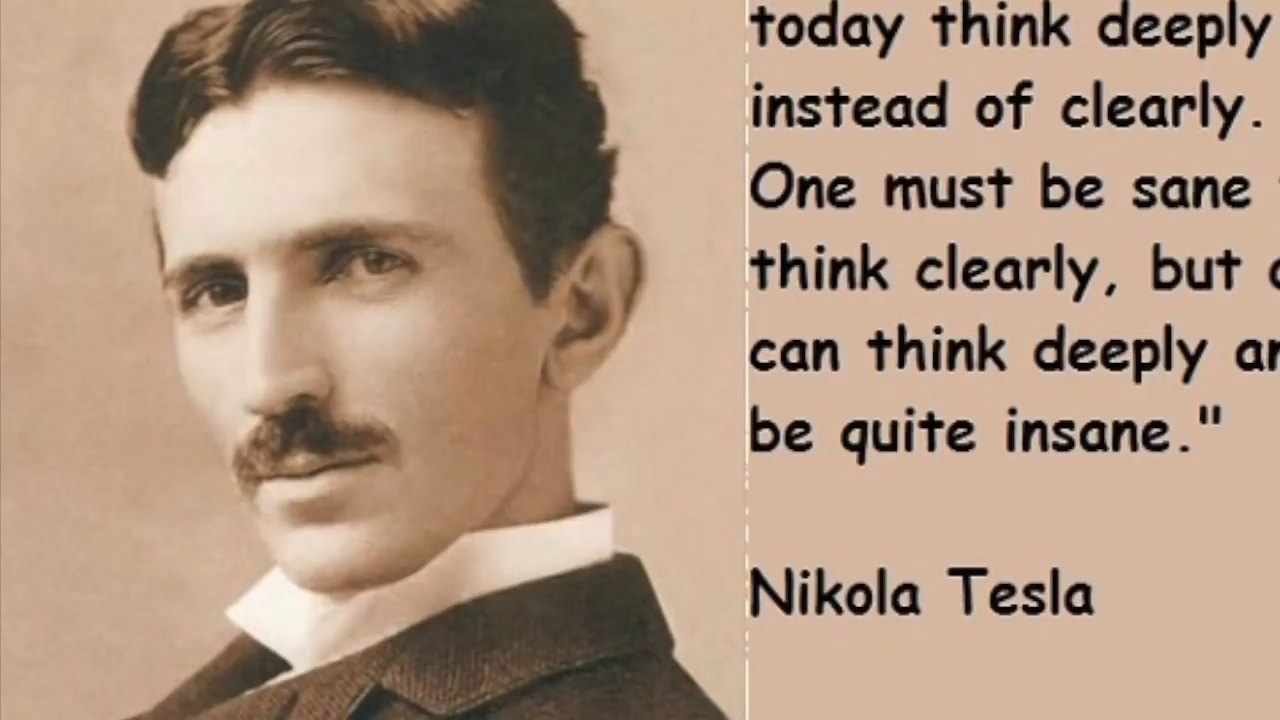 today think deeply
instead of clearly.
One must be sane
think clearly, but
can think deeply
be quite insane."
Nikola Tesla